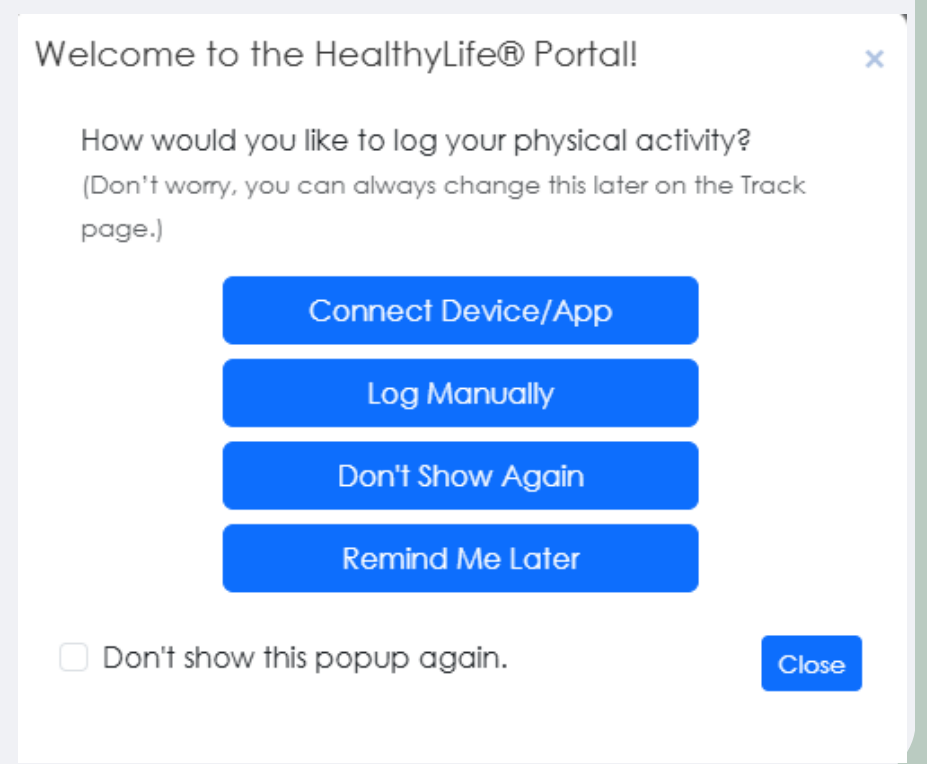 Welcome to the HealthyLife® Portal!
×
How would you like to log your physical activity?
(Don't worry, you can always change this later on the Track
page.)
Connect Device/App
Log Manually
Don't Show Again
Remind Me Later
Don't show this popup again.
Close